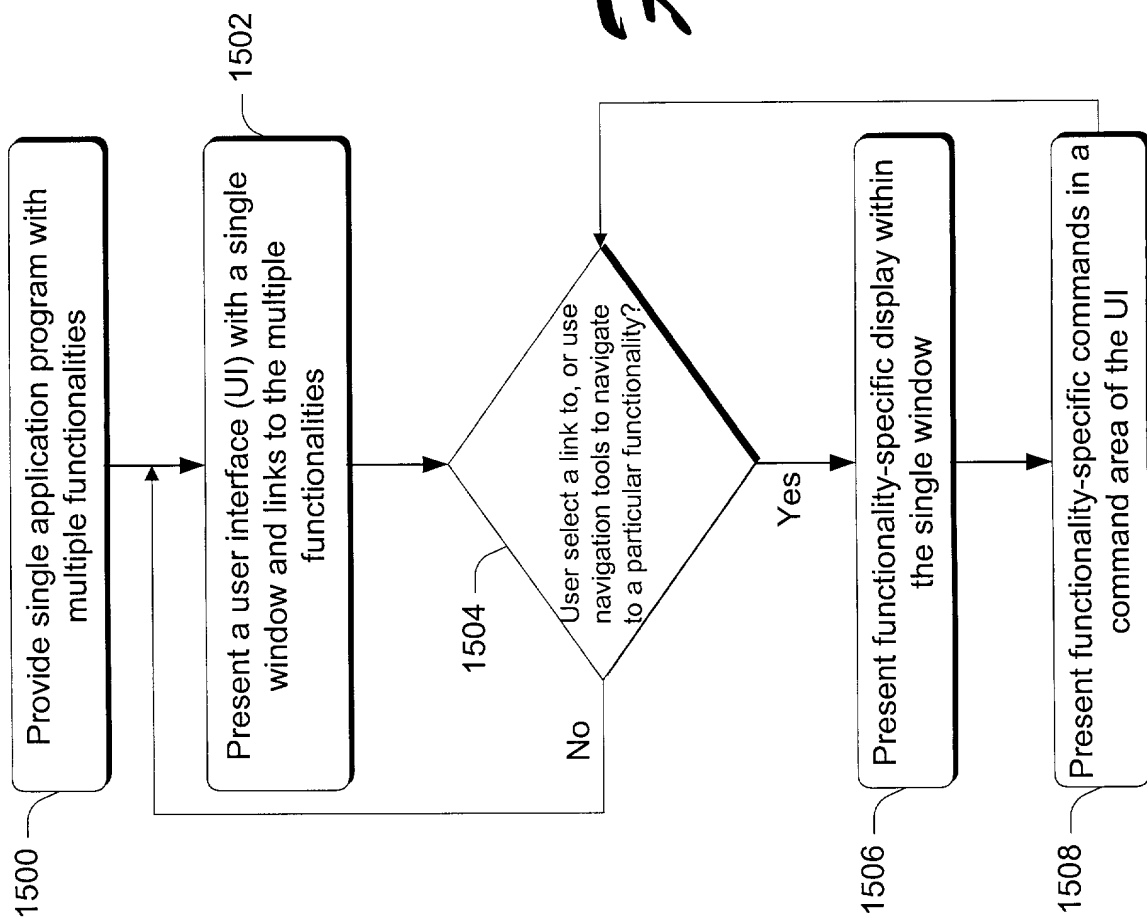 1500
Provide single application program with
multiple functionalities
1502
Present a user interface (UI) with a single
window and links to the multiple
functionalities
1504
User select a link to, or use
navigation tools to navigate
to a particular functionality?
No
Yes
1506
Present functionality-specific display within
the single window
1508
Present functionality-specific commands in a
command area of the UI